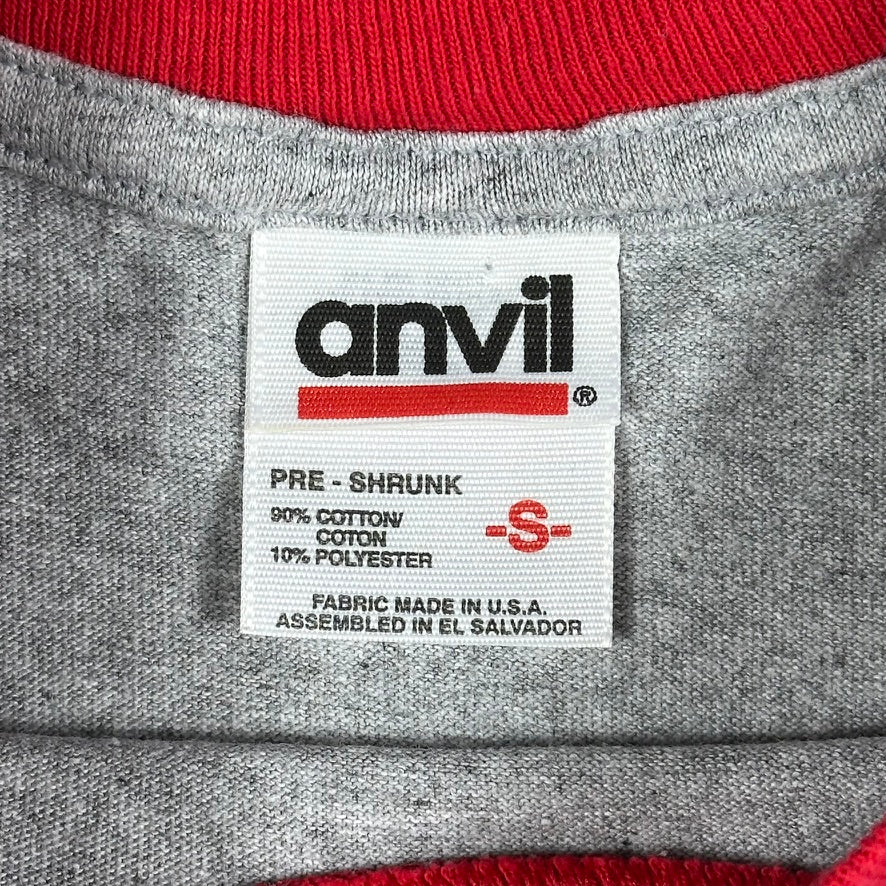 anvil
®
PRE - SHRUNK
90% COTTON/
COTON
10% POLYESTER
-S-
FABRIC MADE IN U.S.A.
ASSEMBLED IN EL SALVADOR